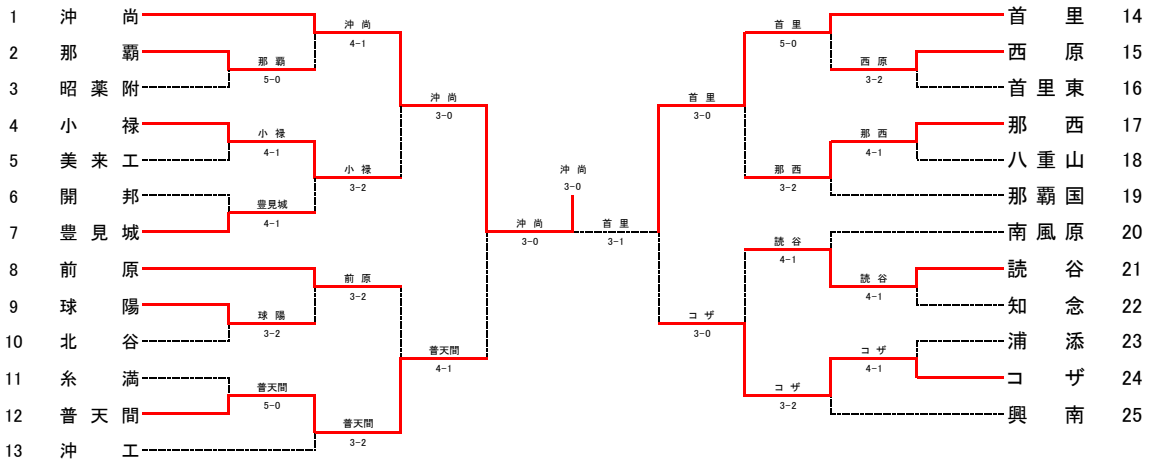 1 沖尚
2 那覇
3 昭薬附
4 小禄
5 美来工
6 開邦
7 豊見城
8 前原
9 球陽
10 北谷
11 糸満
12 普天間
13 沖工
那覇
5-0
小禄
4-1
豊見城
4-1
球陽
3-2
普天間
5-0
沖尚
4-1
小禄
3-2
前原
3-2
普天間
3-2
沖尚
3-0
普天間
4-1
沖尚
3-0
沖尚
3-0
首里
3-1
首里
3-0
コザ
3-0
首里
5-0
那西
3-2
読谷
4-1
コザ
3-2
西原
3-2
那西
4-1
読谷
4-1
コザ
4-1
首里 14
西原 15
首里東 16
那西 17
八重山 18
那覇国 19
南風原 20
読谷 21
知念 22
浦添 23
コザ 24
興南 25